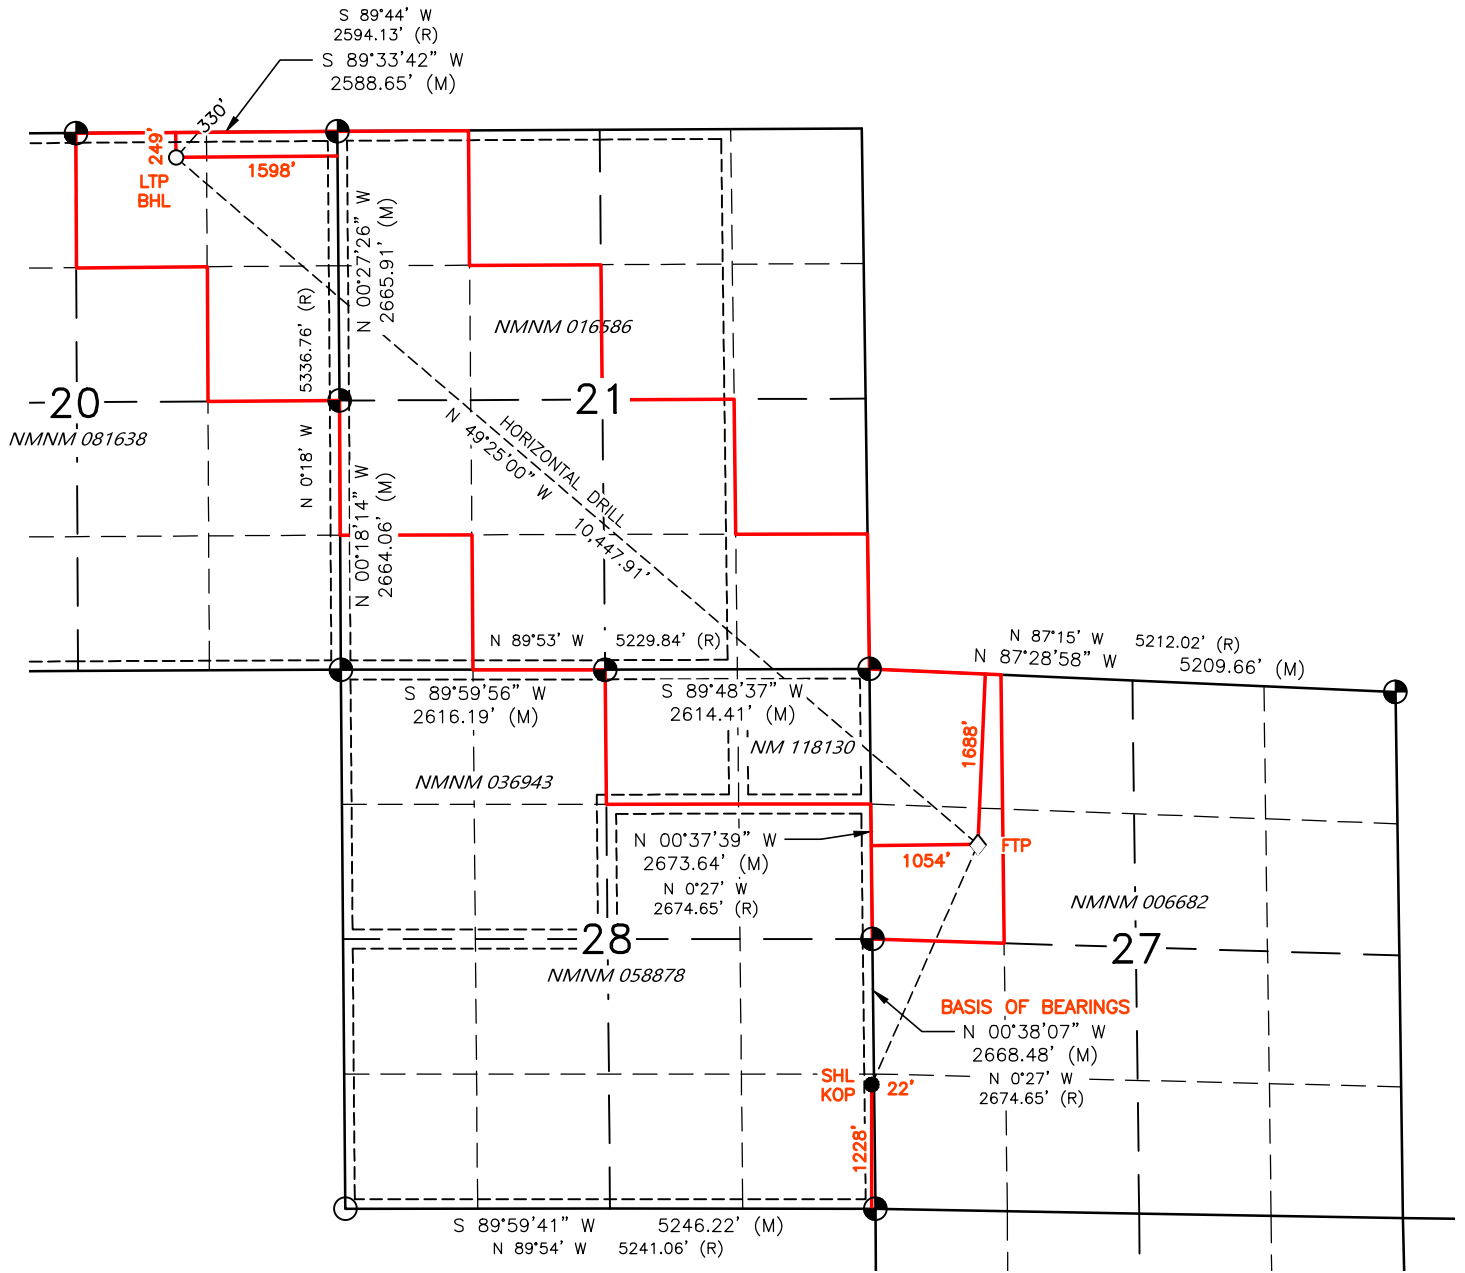 S 89°44' W
2594.13' (R)
S 89°33'42" W
2588.65' (M)
330'
249'
1598'
LTP
BHL
N 00°27'26" W
2665.91' (M)
5336.76' (R)
N 0°18' W
NMNM 016586
20
21
NMNM 081638
HORIZONTAL DRILL
N 49°25'00" W
10,447.91'
N 00°18'14" W
2664.06' (M)
N 89°53' W 5229.84' (R)
N 87°15' W 5212.02' (R)
N 87°28'58" W 5209.66' (M)
S 89°59'56" W
2616.19' (M)
S 89°48'37" W
2614.41' (M)
NM 118130
1688'
NMNM 036943
N 00°37'39" W
2673.64' (M)
N 0°27' W
2674.65' (R)
1054'
FTP
NMNM 006682
28
27
NMNM 058878
BASIS OF BEARINGS
N 00°38'07" W
2668.48' (M)
N 0°27' W
2674.65' (R)
SHL
KOP
22'
1228'
S 89°59'41" W 5246.22' (M)
N 89°54' W 5241.06' (R)